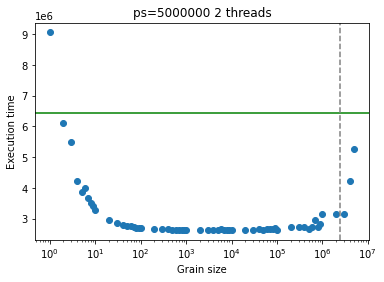 ps=5000000 2 threads
1e6
Execution time
9
8
7
6
5
4
3
10⁰ 10¹ 10² 10³ 10⁴ 10⁵ 10⁶ 10⁷
Grain size